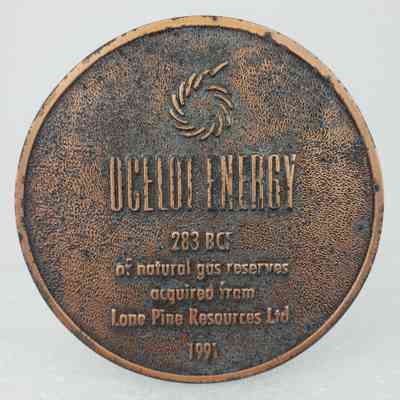 OCELOT ENERGY
283 BCF
of natural gas reserves
acquired from
Lone Pine Resources Ltd
1991